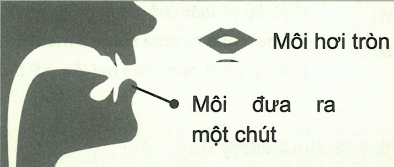 Môi hơi tròn
Môi đưa ra
một chút